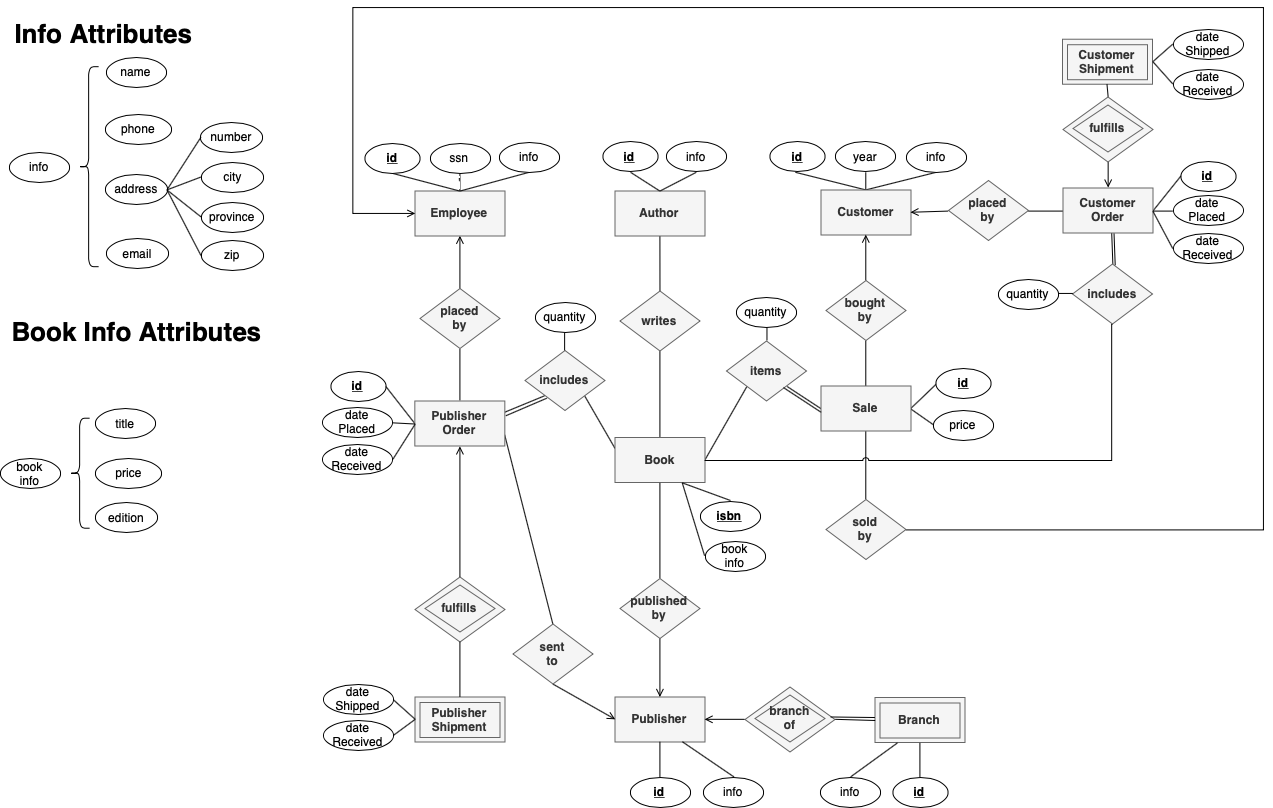 Info Attributes
name
phone
info
address
number
city
province
zip
email
Book Info Attributes
book
info
title
price
edition
Customer
Shipment
date
Shipped
date
Received
fulfills
id
ssn
info
Employee
id
info
Author
id
year
info
Customer
placed
by
Customer
Order
id
date
Placed
date
Received
quantity
includes
placed
by
quantity
includes
writes
quantity
items
bought
by
id
date
Placed
date
Received
Publisher
Order
Sale
id
price
Book
isbn
book
info
sold
by
fulfills
published
by
sent
to
date
Shipped
date
Received
Publisher
Shipment
Publisher
branch
of
Branch
id
info
info
id